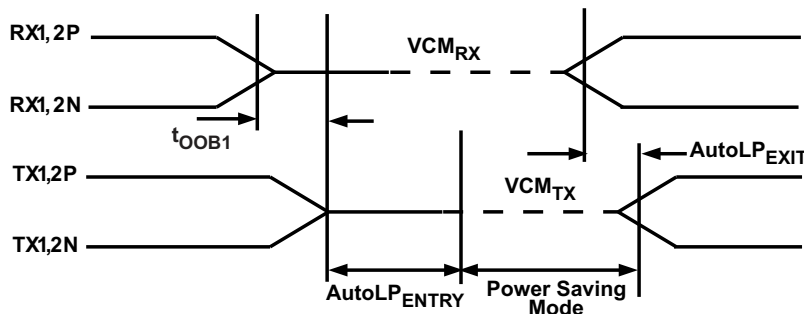 RX1, 2P
VCMRX
RX1, 2N
tOOB1
AutoLPEXIT
TX1,2P
VCMTX
TX1,2N
AutoLPENTRY
Power Saving
Mode